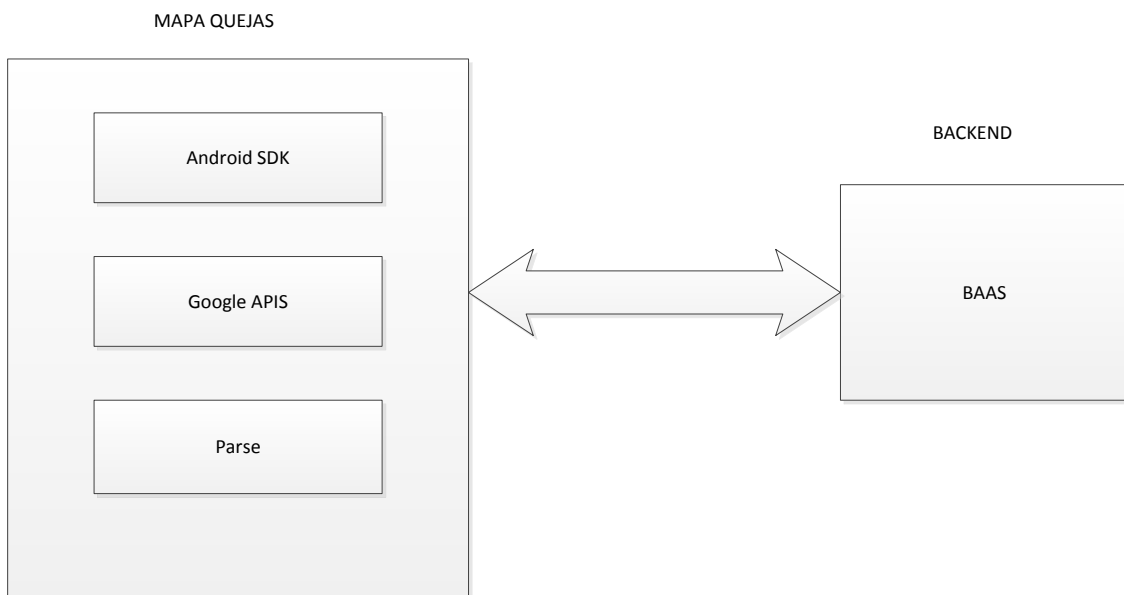 MAPA QUEJAS
Android SDK
Google APIS
Parse
BACKEND
BAAS